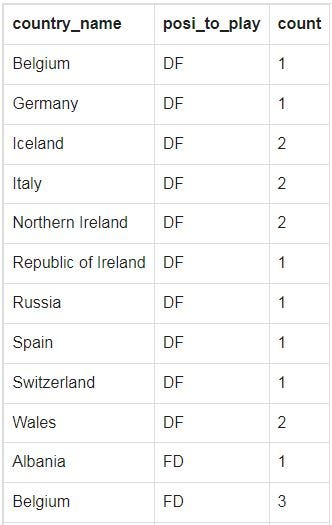 country_name posi_to_play count
Belgium DF 1
Germany DF 1
Iceland DF 2
Italy DF 2
Northern Ireland DF 2
Republic of Ireland DF 1
Russia DF 1
Spain DF 1
Switzerland DF 1
Wales DF 2
Albania FD 1
Belgium FD 3